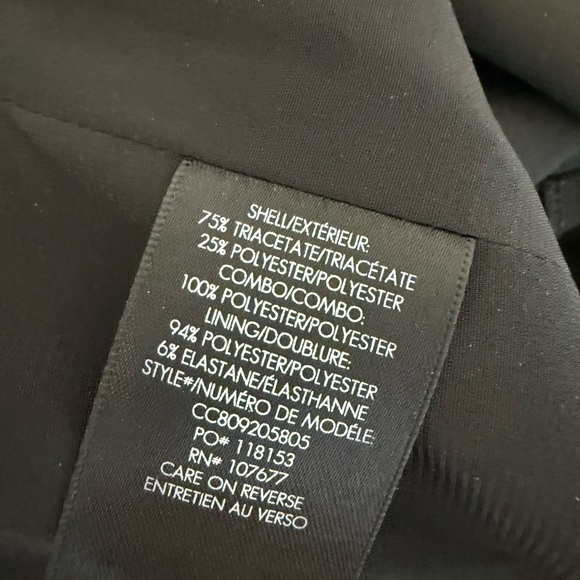 SHELL/EXTÉRIEUR:
75% TRIACETATE/TRIACÉTATE
25% POLYESTER/POLYESTER
COMBO/COMBO:
100% POLYESTER/POLYESTER
LINING/DOUBLURE:
94% POLYESTER/POLYESTER
6% ELASTANE/ÉLASTHANNE
STYLE#/NUMÉRO DE MODÉLE:
CC809205805
PO# 118153
RN# 107677
CARE ON REVERSE
ENTRETIEN AU VERSO